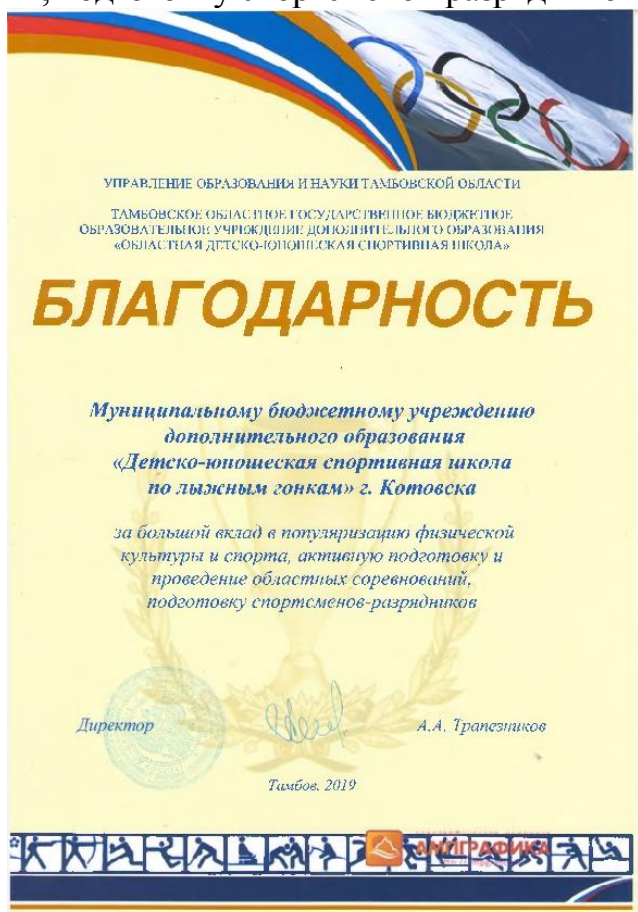 УПРАВЛЕНИЕ ОБРАЗОВАНИЯ И НАУКИ ТАМБОВСКОЙ ОБЛАСТИ
ТАМБОВСКОЕ ОБЛАСТНОЕ ГОСУДАРСТВЕННОЕ БЮДЖЕТНОЕ
ОБРАЗОВАТЕЛЬНОЕ УЧРЕЖДЕНИЕ ДОПОЛНИТЕЛЬНОГО ОБРАЗОВАНИЯ
«ОБЛАСТНАЯ ДЕТСКО-ЮНОШЕСКАЯ СПОРТИВНАЯ ШКОЛА»
БЛАГОДАРНОСТЬ
Муниципальному бюджетному учреждению
дополнительного образования
«Детско-юношеская спортивная школа
по лыжным гонкам» г. Котовска
за большой вклад в популяризацию физической
культуры и спорта, активную подготовку и
проведение областных соревнований,
подготовку спортсменов-разрядников
Директор
А.А. Трапезников
Тамбов, 2019